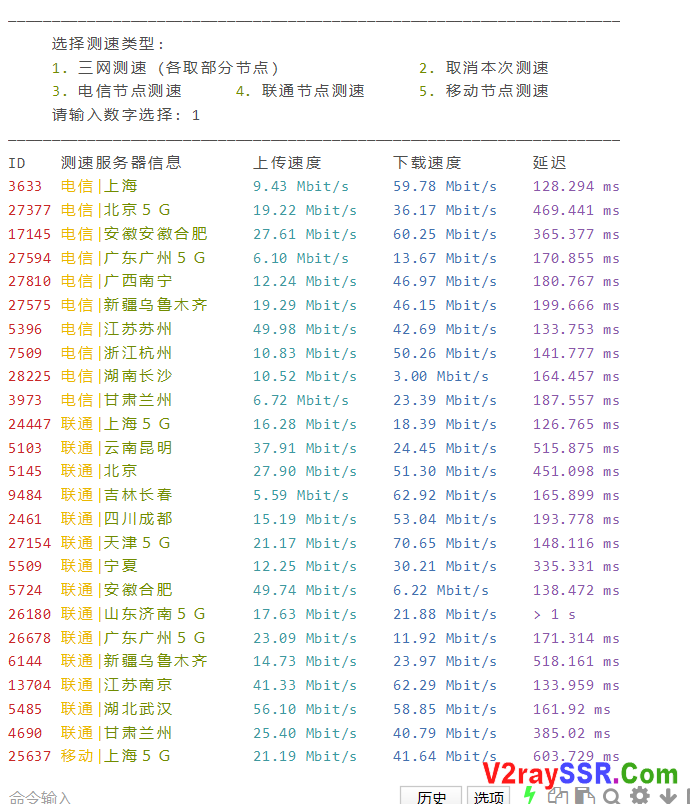 选择测速类型:
1. 三网测速 (各取部分节点) 2. 取消本次测速
3. 电信节点测速 4. 联通节点测速 5. 移动节点测速
请输入数字选择: 1
ID 测速服务器信息 上传速度 下载速度 延迟
3633 电信|上海 9.43 Mbit/s 59.78 Mbit/s 128.294 ms
27377 电信|北京5G 19.22 Mbit/s 36.17 Mbit/s 469.441 ms
17145 电信|安徽安徽合肥 27.61 Mbit/s 60.25 Mbit/s 365.377 ms
27594 电信|广东广州5G 6.10 Mbit/s 13.67 Mbit/s 170.855 ms
27810 电信|广西南宁 12.24 Mbit/s 46.97 Mbit/s 180.767 ms
27575 电信|新疆乌鲁木齐 19.29 Mbit/s 46.15 Mbit/s 199.666 ms
5396 电信|江苏苏州 49.98 Mbit/s 42.69 Mbit/s 133.753 ms
7509 电信|浙江杭州 10.83 Mbit/s 50.26 Mbit/s 141.777 ms
28225 电信|湖南长沙 10.52 Mbit/s 3.00 Mbit/s 164.457 ms
3973 电信|甘肃兰州 6.72 Mbit/s 23.39 Mbit/s 187.557 ms
24447 联通|上海5G 16.28 Mbit/s 18.39 Mbit/s 126.765 ms
5103 联通|云南昆明 37.91 Mbit/s 24.45 Mbit/s 515.875 ms
5145 联通|北京 27.90 Mbit/s 51.30 Mbit/s 451.098 ms
9484 联通|吉林长春 5.59 Mbit/s 62.92 Mbit/s 165.899 ms
2461 联通|四川成都 15.19 Mbit/s 53.04 Mbit/s 193.778 ms
27154 联通|天津5G 21.17 Mbit/s 70.65 Mbit/s 148.116 ms
5509 联通|宁夏 12.25 Mbit/s 30.21 Mbit/s 335.331 ms
5724 联通|安徽合肥 49.74 Mbit/s 6.22 Mbit/s 138.472 ms
26180 联通|山东济南5G 17.63 Mbit/s 21.88 Mbit/s > 1 s
26678 联通|广东广州5G 23.09 Mbit/s 11.92 Mbit/s 171.314 ms
6144 联通|新疆乌鲁木齐 14.73 Mbit/s 23.97 Mbit/s 518.161 ms
13704 联通|江苏南京 41.33 Mbit/s 62.29 Mbit/s 133.959 ms
5485 联通|湖北武汉 56.10 Mbit/s 58.85 Mbit/s 161.92 ms
4690 联通|甘肃兰州 25.40 Mbit/s 40.79 Mbit/s 385.02 ms
25637 移动|上海5G 21.19 Mbit/s 41.64 Mbit/s 603.729 ms
V2raySSR.Com
命令输入 历史 选项